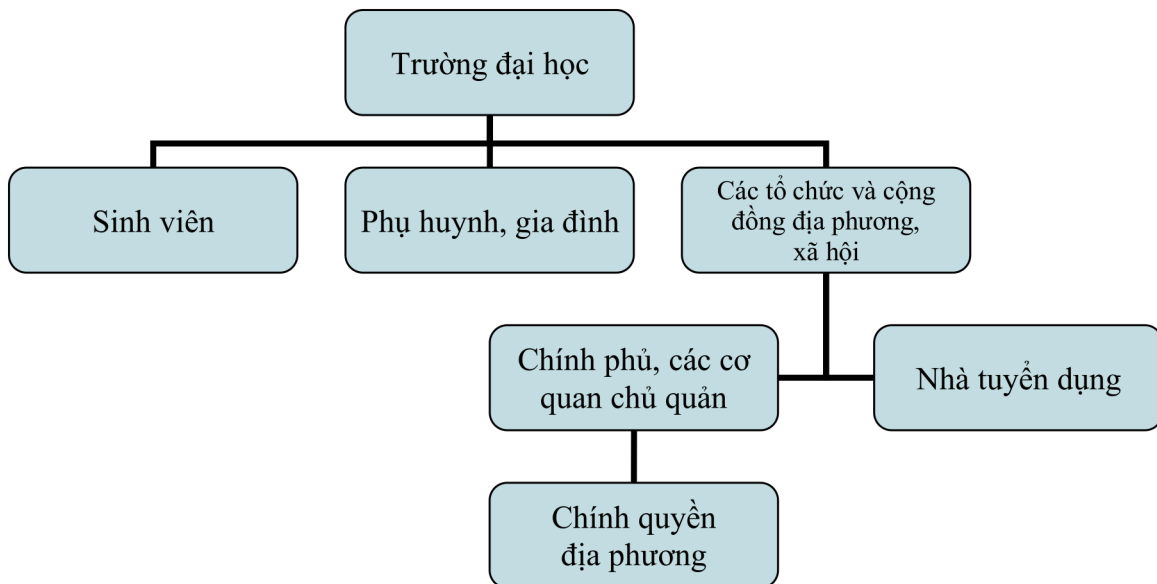 Trường đại học
Sinh viên
Phụ huynh, gia đình
Các tổ chức và cộng
đồng địa phương,
xã hội
Chính phủ, các cơ
quan chủ quản
Nhà tuyển dụng
Chính quyền
địa phương